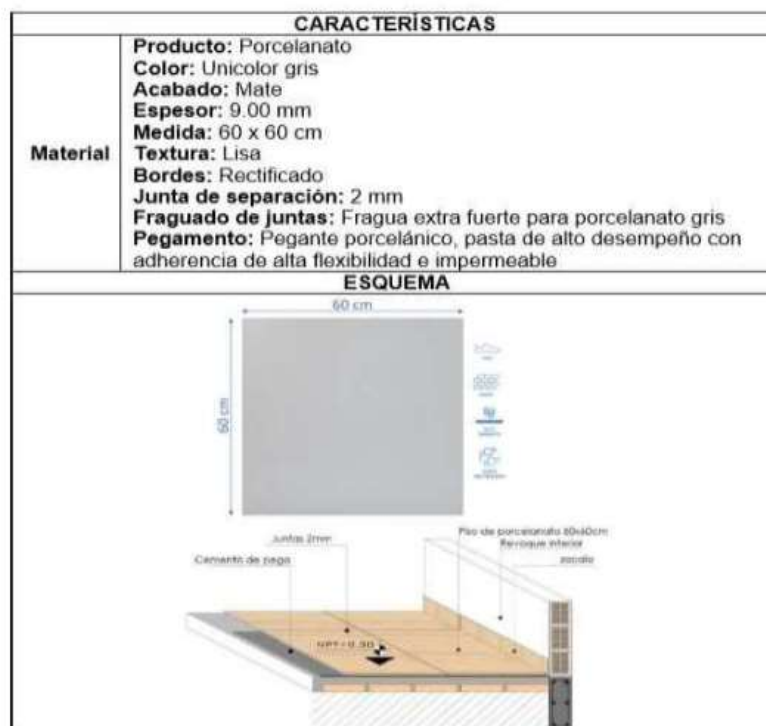 CARACTERÍSTICAS
Material
Producto: Porcelanato
Color: Unicolor gris
Acabado: Mate
Espesor: 9.00 mm
Medida: 60 x 60 cm
Textura: Lisa
Bordes: Rectificado
Junta de separación: 2 mm
Fraguado de juntas: Fragua extra fuerte para porcelanato gris
Pegamento: Pegante porcelánico, pasta de alto desempeño con
adherencia de alta flexibilidad e impermeable
ESQUEMA
60 cm
60 cm
Piso de porcelanato 60x60cm
Juntas 2mm
Revoque interior
Cemento de
zocalo